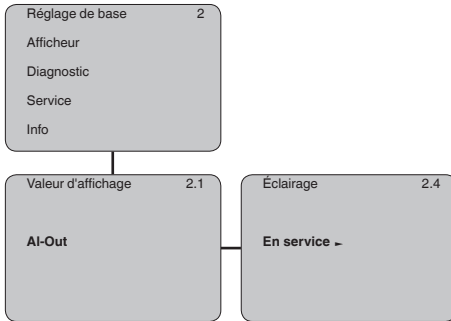 Réglage de base 2
Afficheur
Diagnostic
Service
Info
Valeur d'affichage 2.1
AI-Out
Éclairage 2.4
En service ►